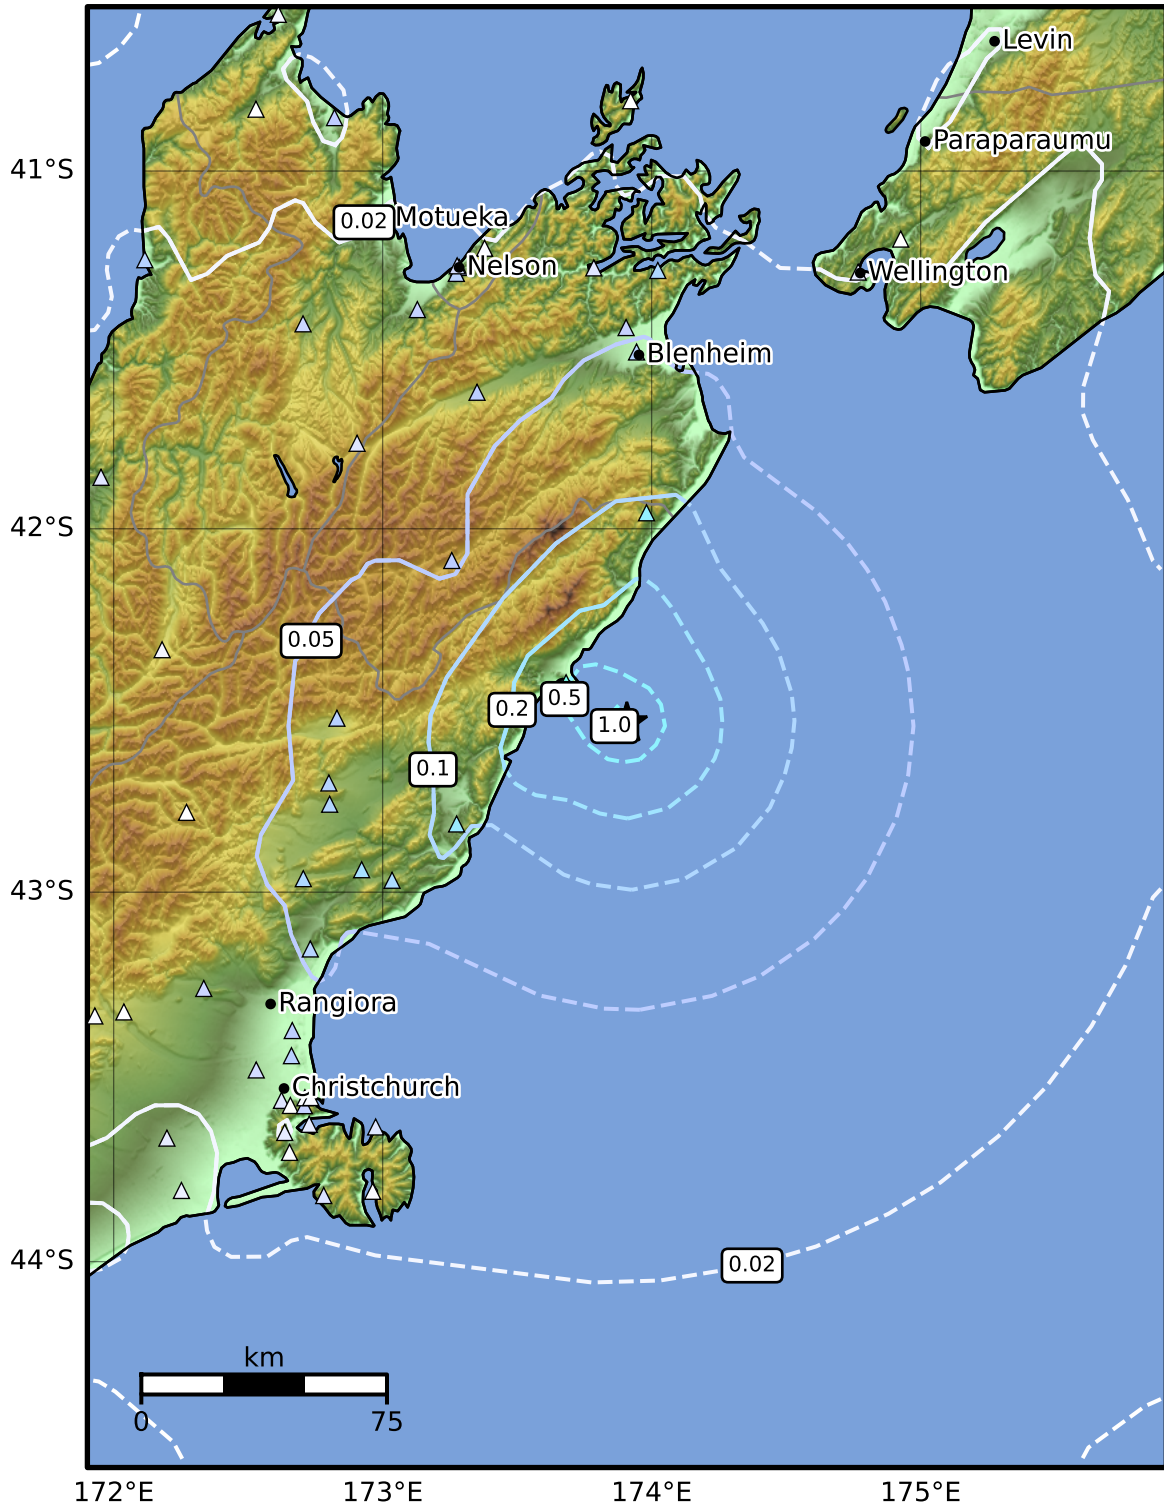 Levin
Paraparaumu
41°S
0.02
Motueka
Nelson
Wellington
Blenheim
42°S
0.05
0.2
0.5
1.0
0.1
43°S
Rangiora
Christchurch
44°S
0.02
km
0
75
172°E
173°E
174°E
175°E